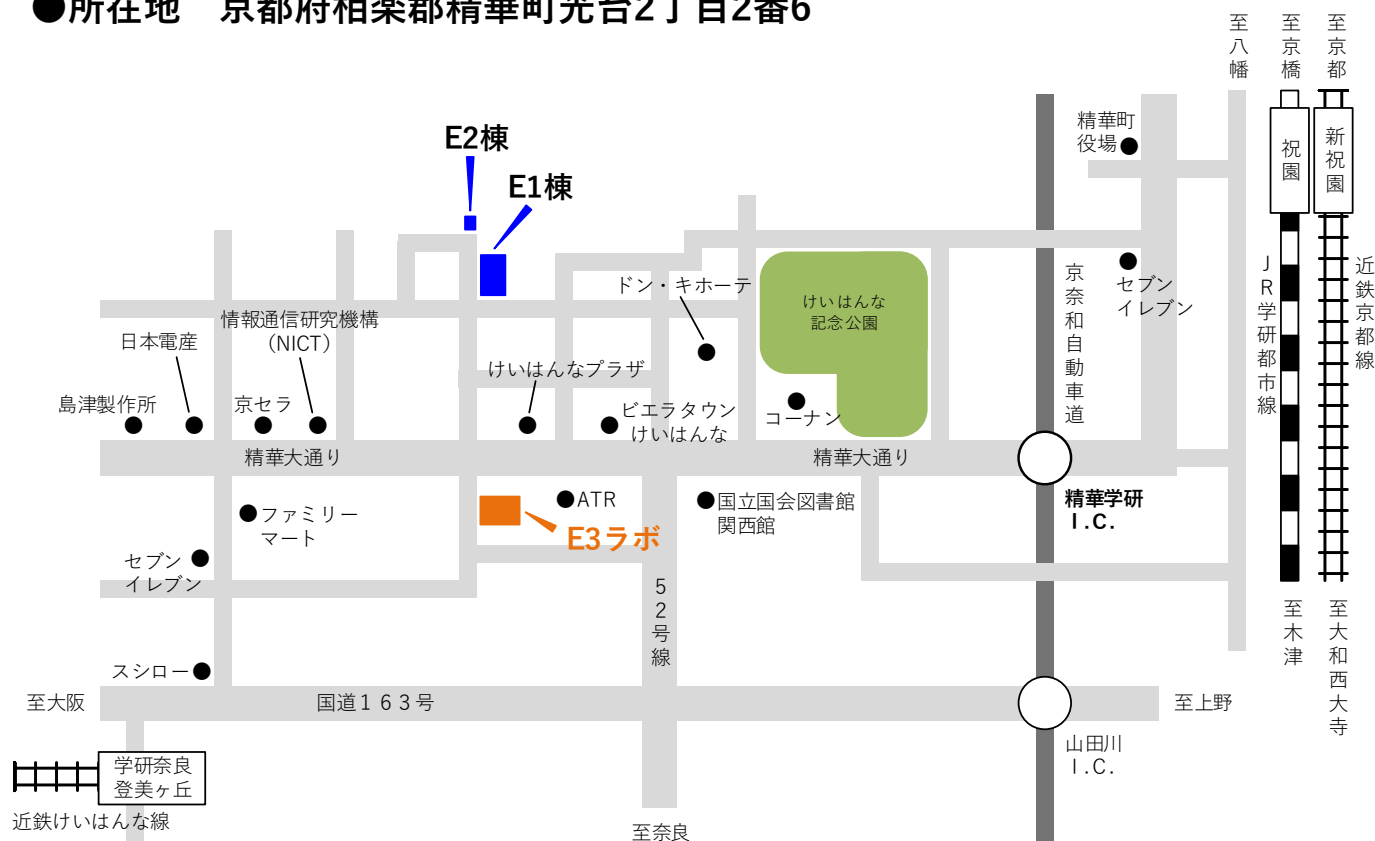 ●所在地　京都府相楽郡精華町光台2丁目2番6
至八幡
至京橋
至京都
精華町
役場
祝園
新祝園
E2棟
E1棟
ドン・キホーテ
けいはんな
記念公園
京奈和自動車道
セブン
イレブン
JR学研都市線
近鉄京都線
情報通信研究機構
（NICT）
日本電産
けいはんなプラザ
島津製作所
京セラ
ビエラタウン
けいはんな
コーナン
精華大通り
精華大通り
ATR
国立国会図書館
関西館
精華学研
I.C.
ファミリー
マート
E3ラボ
セブン
イレブン
52号線
至木津
至大和西大寺
スシロー
至大阪
国道163号
至上野
山田川
I.C.
学研奈良
登美ヶ丘
近鉄けいはんな線
至奈良